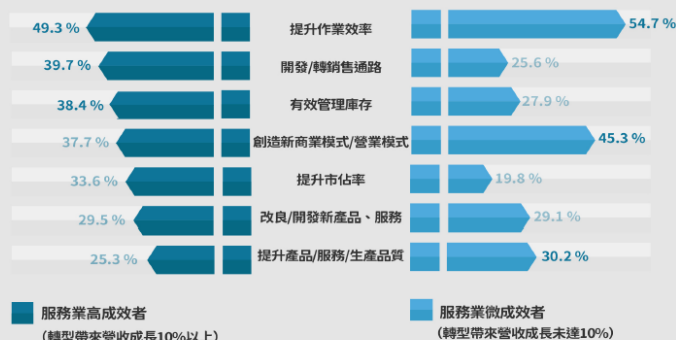 49.3 % 提升作業效率 54.7 %
39.7 % 開發/轉銷售通路 25.6 %
38.4 % 有效管理庫存 27.9 %
37.7 % 創造新商業模式/營業模式 45.3 %
33.6 % 提升市佔率 19.8 %
29.5 % 改良/開發新產品、服務 29.1 %
25.3 % 提升產品/服務/生產品質 30.2 %
服務業高成效者 服務業微成效者
(轉型帶來營收成長10%以上) (轉型帶來營收成長未達10%)